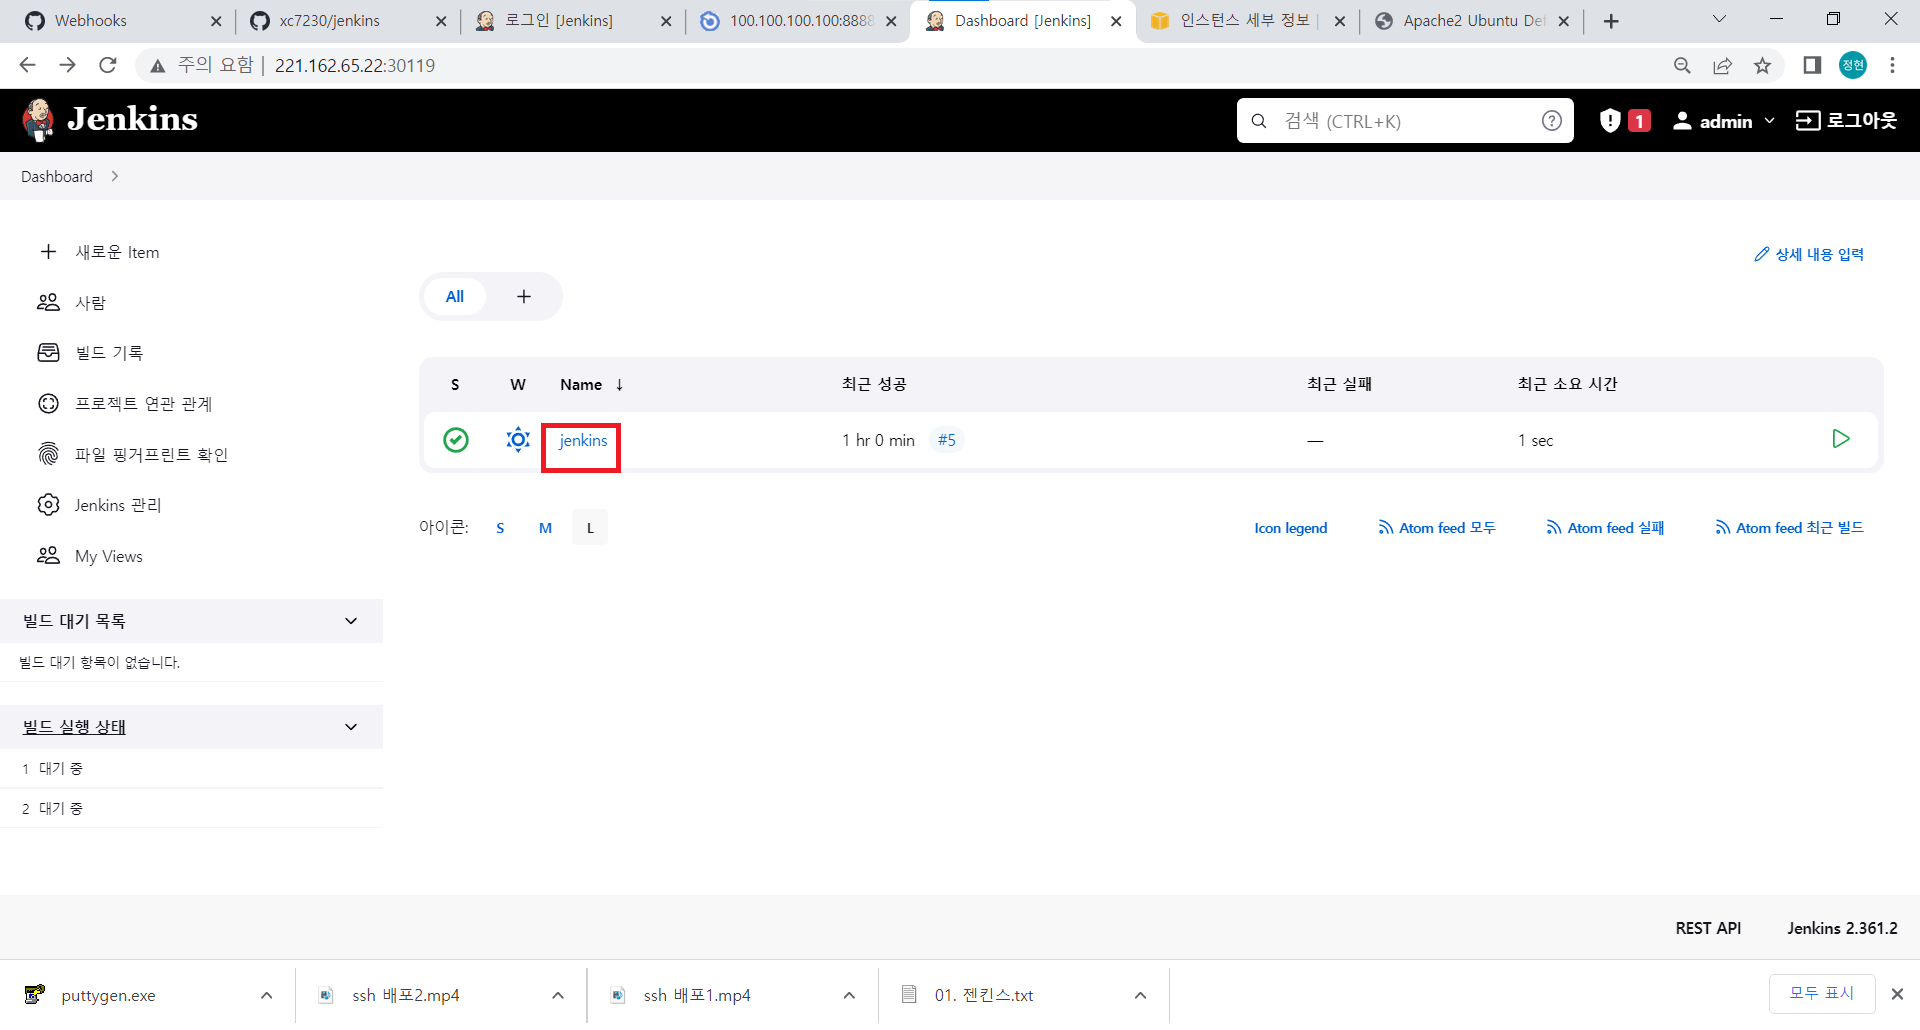 Webhooks
xc7230/jenkins
로그인 [Jenkins]
100.100.100.100:8888
Dashboard [Jenkins]
인스턴스 세부 정보 |
Apache2 Ubuntu Def
주의 요함 | 221.162.65.22:30119
정현
Jenkins
검색 (CTRL+K)
1
admin
로그아웃
Dashboard
새로운 Item
사람
빌드 기록
프로젝트 연관 관계
파일 핑거프린트 확인
Jenkins 관리
My Views
빌드 대기 목록
빌드 대기 항목이 없습니다.
빌드 실행 상태
1 대기 중
2 대기 중
상세 내용 입력
All +
S W Name ↓ 최근 성공 최근 실패 최근 소요 시간
jenkins 1 hr 0 min #5 — 1 sec
아이콘: S M L
Icon legend Atom feed 모두 Atom feed 실패 Atom feed 최근 빌드
REST API Jenkins 2.361.2
puttygen.exe
ssh 배포2.mp4
ssh 배포1.mp4
01. 젠킨스.txt
모두 표시